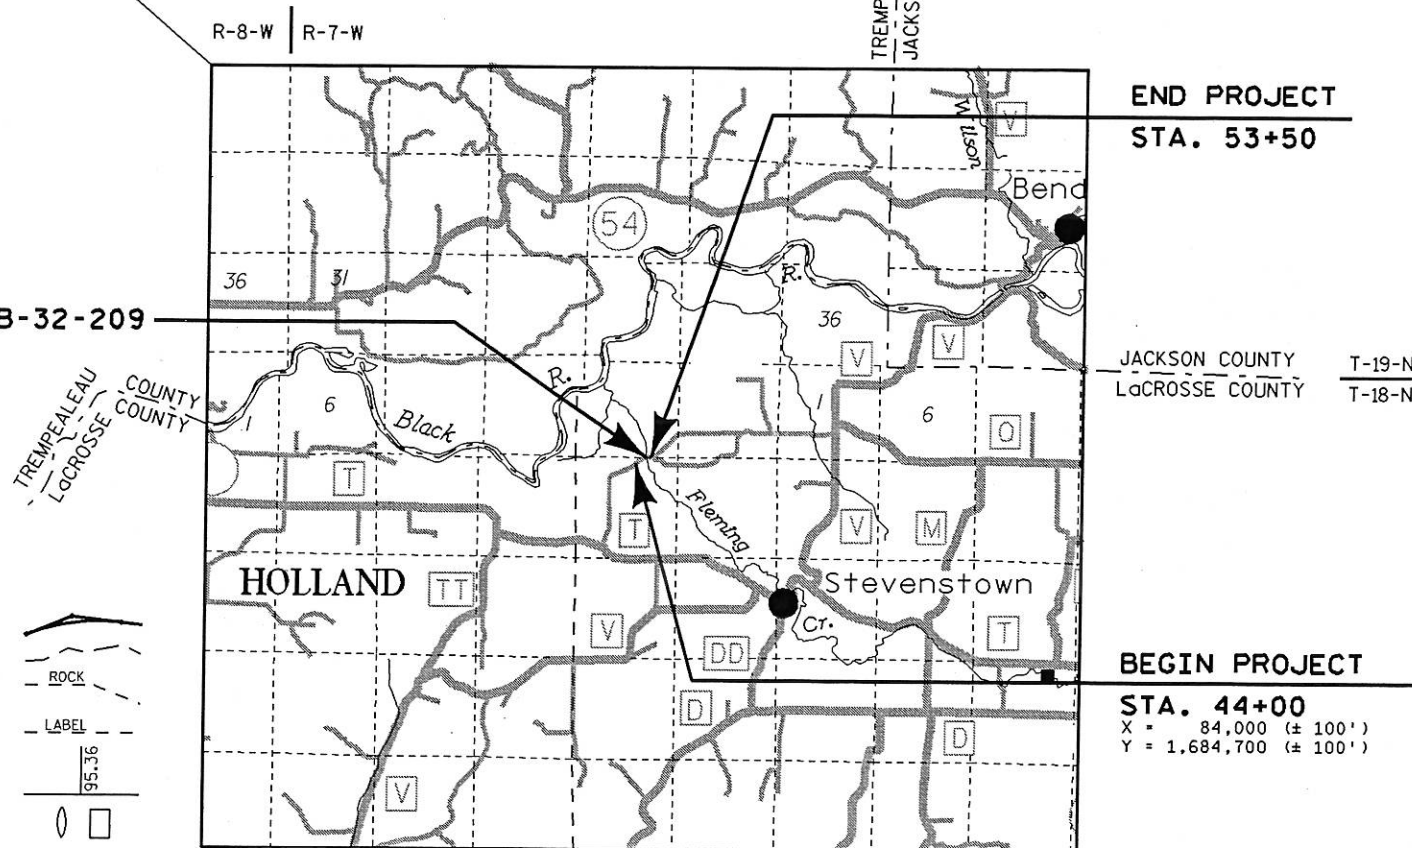 R-8-W R-7-W
TREMP
JACKS
END PROJECT
STA. 53+50
Wilson
V
Bend
54
R.
36
31
B-32-209
36
V
V
JACKSON COUNTY T-19-N
LaCROSSE COUNTY T-18-N
TREMPEALEAU COUNTY
LaCROSSE COUNTY
R.
1
6
Black
1
6
Q
T
Fleming
T
V
M
HOLLAND
TT
Stevenstown
V
Cr.
T
DD
ROCK
BEGIN PROJECT
STA. 44+00
X = 84,000 (± 100')
Y = 1,684,700 (± 100')
D
D
LABEL
95.36
V